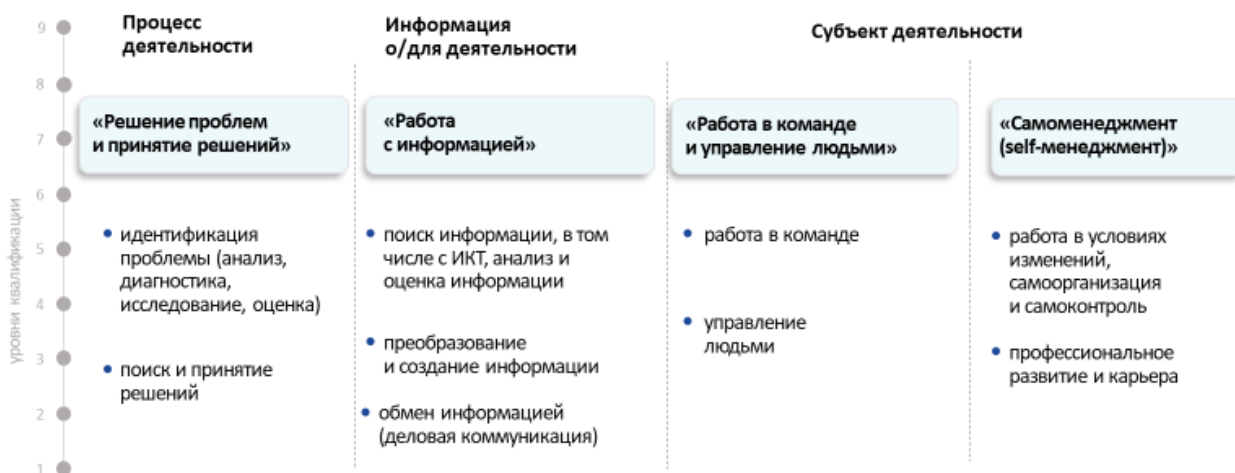 Процесс
деятельности
Информация
о/для деятельности
Субъект деятельности
«Решение проблем
и принятие решений»
«Работа
с информацией»
«Работа в команде
и управление людьми»
«Самоменеджмент
(self-менеджмент)»
• идентификация
проблемы (анализ,
диагностика,
исследование, оценка)
• поиск и принятие
решений
• поиск информации, в том
числе с ИКТ, анализ и
оценка информации
• преобразование
и создание информации
• обмен информацией
(деловая коммуникация)
• работа в команде
• управление
людьми
• работа в условиях
изменений,
самоорганизация
и самоконтроль
• профессиональное
развитие и карьера
уровни квалификации
9
8
7
6
5
4
3
2
1